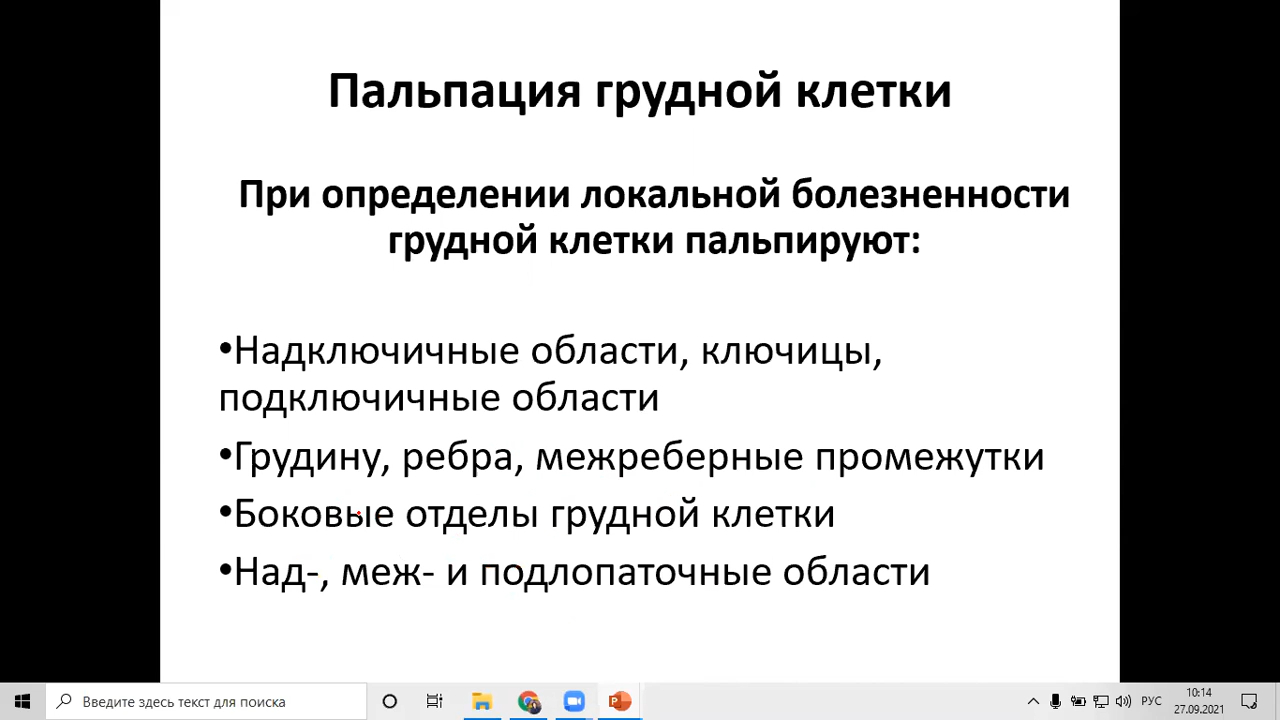 Пальпация грудной клетки
При определении локальной болезненности
грудной клетки пальпируют:
•Надключичные области, ключицы,
подключичные области
•Грудину, ребра, межреберные промежутки
•Боковые отделы грудной клетки
•Над-, меж- и подлопаточные области
Введите здесь текст для поиска
РУС
10:14
27.09.2021